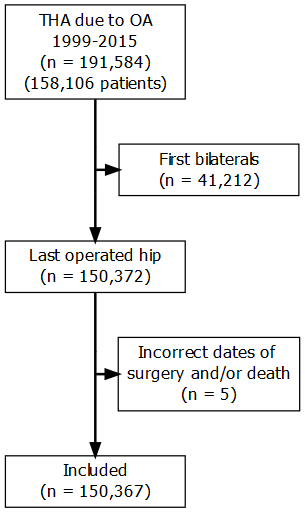 THA due to OA
1999-2015
(n = 191,584)
(158,106 patients)
First bilaterals
(n = 41,212)
Last operated hip
(n = 150,372)
Incorrect dates of
surgery and/or death
(n = 5)
Included
(n = 150,367)